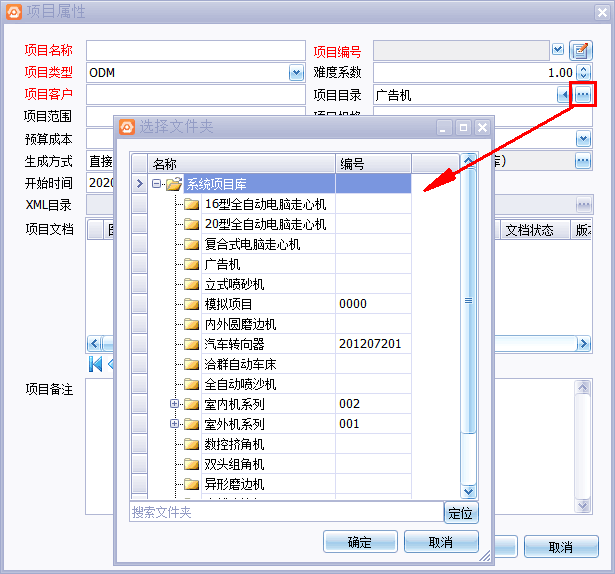 项目属性
项目名称
项目编号
项目类型 ODM
难度系数 1.00
项目客户
项目目录 广告机
项目范围
预算成本
生成方式 直接
开始时间 2020
XML目录
项目文档
文档状态
项目备注
取消
选择文件夹
名称 编号
系统项目库
16型全自动电脑走心机
20型全自动电脑走心机
复合式电脑走心机
广告机
立式喷砂机
模拟项目 0000
内外圆磨边机
汽车转向器 201207201
洽群自动车床
全自动喷沙机
室内机系列 002
室外机系列 001
数控挤角机
双头组角机
异形磨边机
搜索文件夹
定位
确定 取消